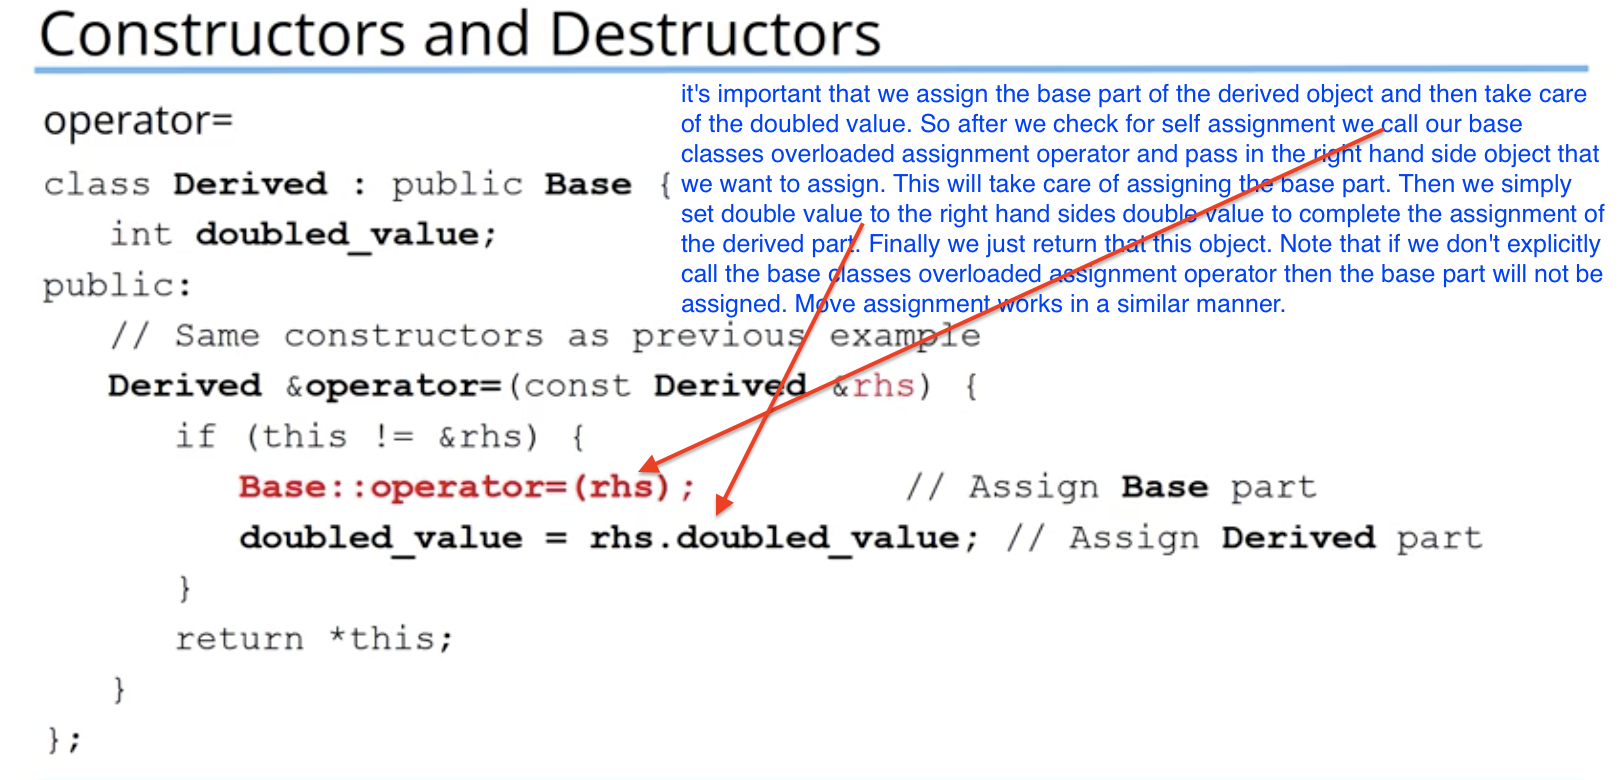 Constructors and Destructors
operator=
it's important that we assign the base part of the derived object and then take care
of the doubled value. So after we check for self assignment we call our base
classes overloaded assignment operator and pass in the right hand side object that
we want to assign. This will take care of assigning the base part. Then we simply
set double value to the right hand sides double value to complete the assignment of
the derived part. Finally we just return that this object. Note that if we don't explicitly
call the base classes overloaded assignment operator then the base part will not be
assigned. Move assignment works in a similar manner.
class Derived : public Base {
int doubled_value;
public:
// Same constructors as previous example
Derived &operator=(const Derived &rhs) {
if (this != &rhs) {
Base::operator=(rhs); // Assign Base part
doubled_value = rhs.doubled_value; // Assign Derived part
}
return *this;
}
};